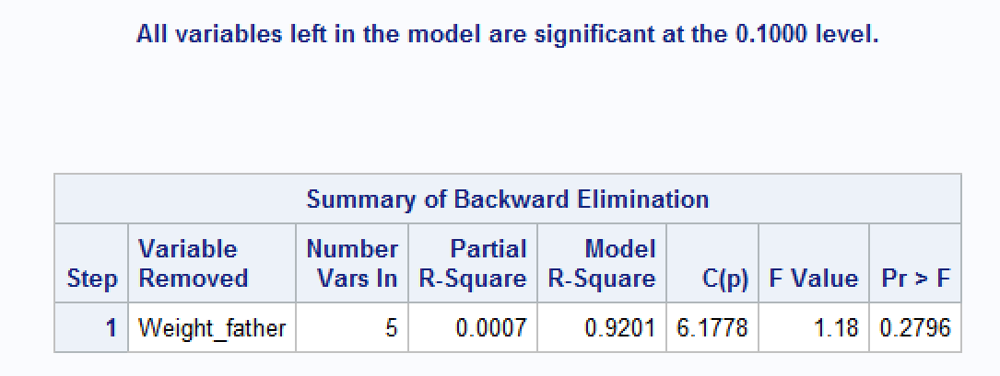 All variables left in the model are significant at the 0.1000 level.
Summary of Backward Elimination
Step Variable Removed Number Vars In Partial R-Square Model R-Square C(p) F Value Pr > F
1 Weight_father 5 0.0007 0.9201 6.1778 1.18 0.2796